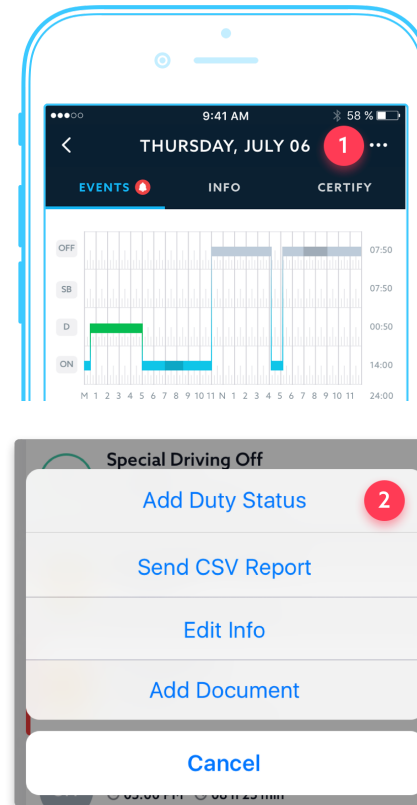 9:41 AM 58 %
THURSDAY, JULY 06 1
EVENTS INFO CERTIFY
OFF 07:50
SB 07:50
D 00:50
ON 14:00
M 1 2 3 4 5 6 7 8 9 10 11 N 1 2 3 4 5 6 7 8 9 10 11 24:00
Special Driving Off
Add Duty Status 2
Send CSV Report
Edit Info
Add Document
Cancel